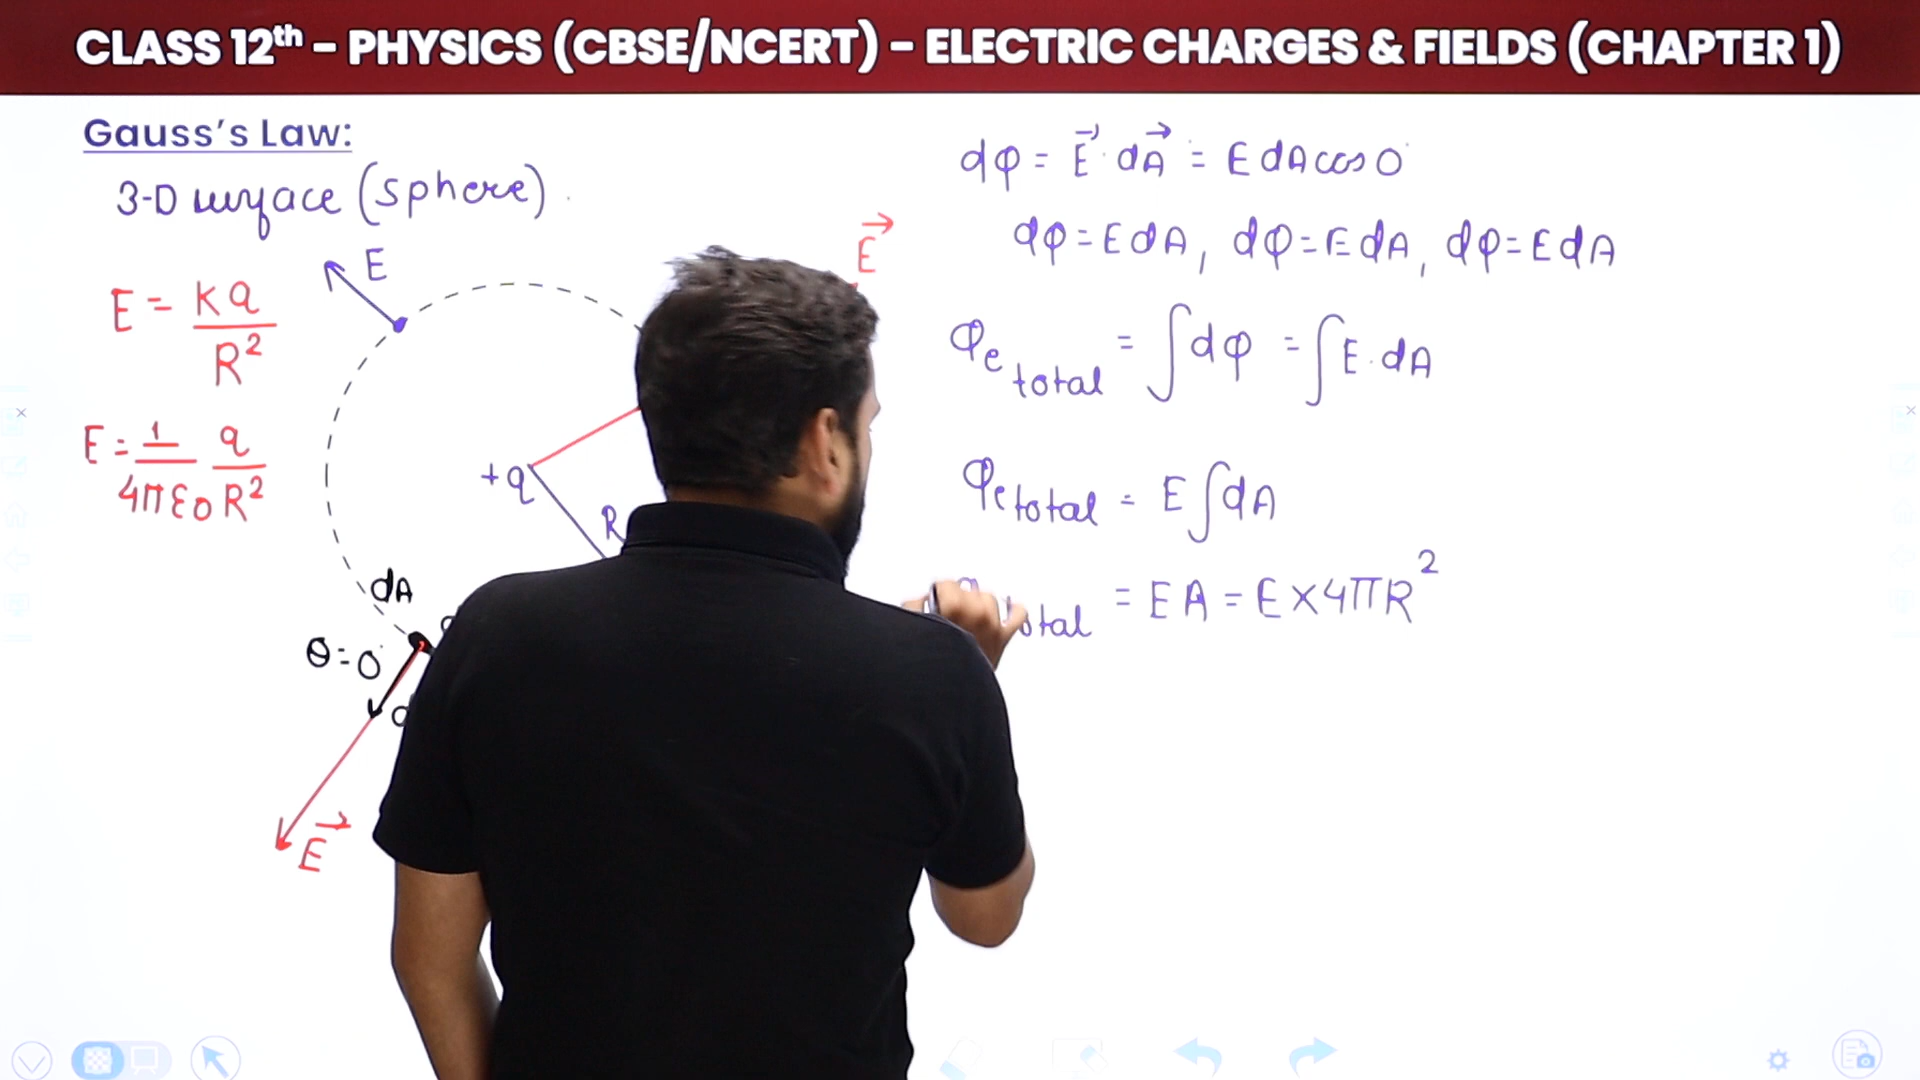 CLASS 12th – PHYSICS (CBSE/NCERT) – ELECTRIC CHARGES & FIELDS (CHAPTER 1)
Gauss's Law:
3-D surface (sphere).
E
E = Kq/R²
E = 1/4πε0 q/R²
+q
R
dA
θ=0°
E⃗
E⃗
dφ = E⃗ · dA⃗ = E dA cos 0°
dφ = E dA, dφ = E dA, dφ = E dA
φe total = ∫dφ = ∫E·dA
φe total = E∫dA
total = EA = E×4πR²